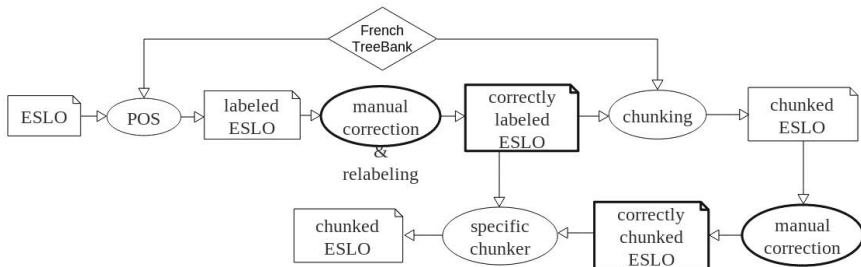 French
TreeBank
ESLO
POS
labeled
ESLO
manual
correction
&
relabeling
correctly
labeled
ESLO
chunking
chunked
ESLO
chunked
ESLO
specific
chunker
correctly
chunked
ESLO
manual
correction